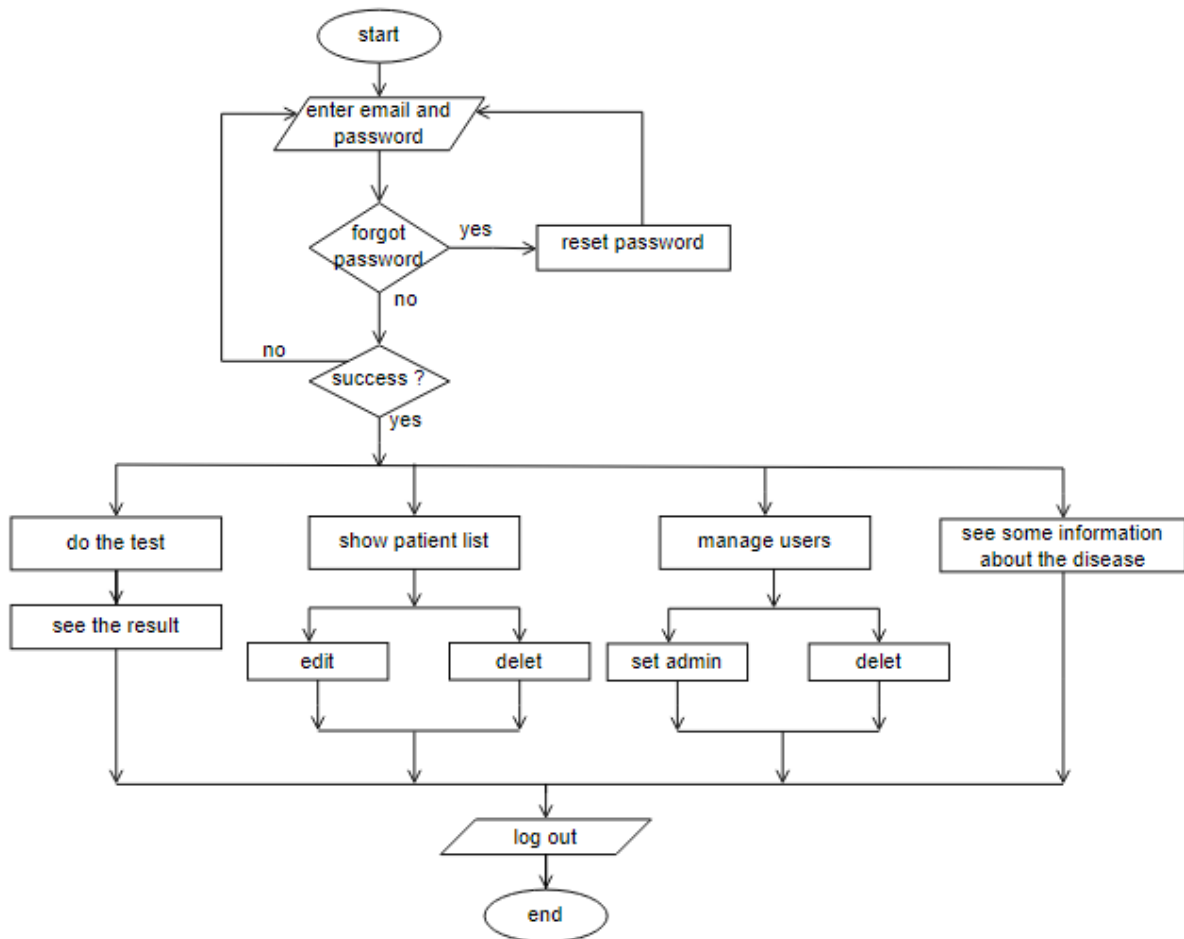 start
enter email and
password
forgot
password
yes
reset password
no
no
success ?
yes
do the test
show patient list
manage users
see some information
about the disease
see the result
edit
delet
set admin
delet
log out
end